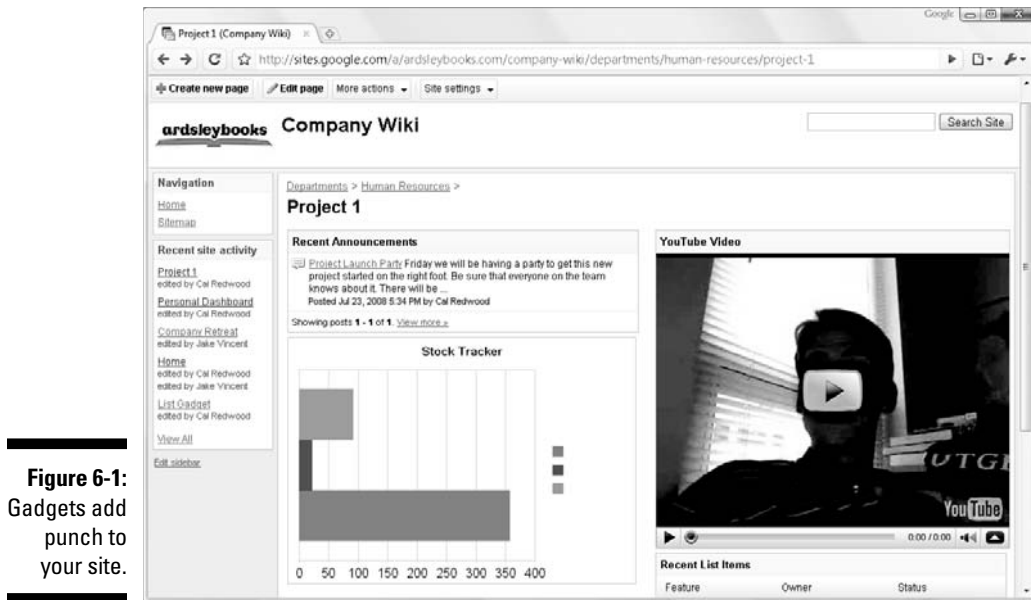 Google
Project 1 (Company Wiki)
http://sites.google.com/a/ardsleybooks.com/company-wiki/departments/human-resources/project-1
Create new page Edit page More actions Site settings
ardsleybooks Company Wiki Search Site
Navigation
Home
Sitemap
Recent site activity
Project 1
edited by Cal Redwood
Personal Dashboard
edited by Cal Redwood
Company Retreat
edited by Jake Vincent
Home
edited by Cal Redwood
edited by Jake Vincent
List Gadget
edited by Cal Redwood
View All
Edit sidebar
Departments > Human Resources >
Project 1
Recent Announcements
Project Launch Party Friday we will be having a party to get this new
project started on the right foot. Be sure that everyone on the team
knows about it. There will be ...
Posted Jul 23, 2008 5:34 PM by Cal Redwood
Showing posts 1 - 1 of 1. View more »
Stock Tracker
0 50 100 150 200 250 300 350 400
YouTube Video
UTGE
YouTube
0:00 / 0:00
Recent List Items
Feature Owner Status
Figure 6-1:
Gadgets add
punch to
your site.